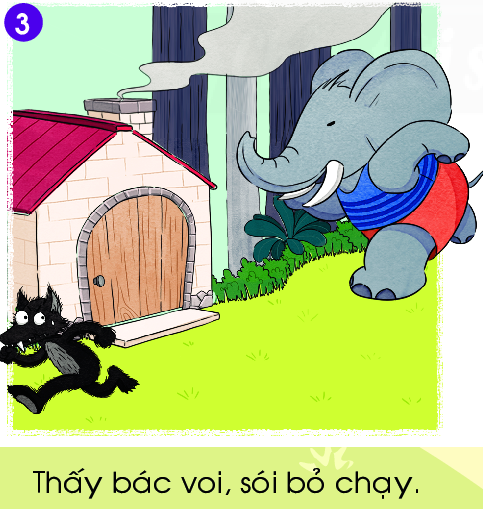 3
Thấy bác voi, sói bỏ chạy.